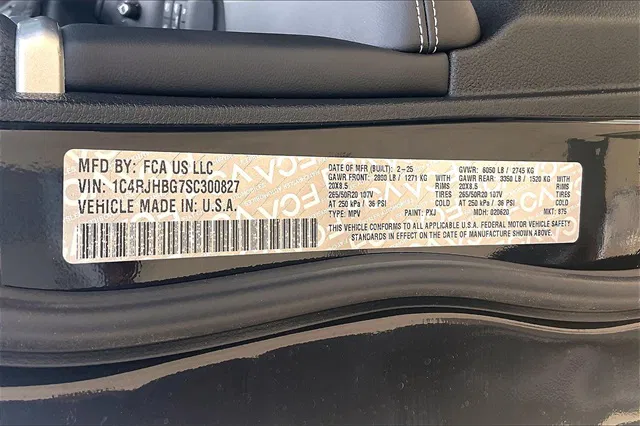 MFD BY: FCA US LLC
VIN: 1C4RJHBG7SC300827
VEHICLE MADE IN: U.S.A.
DATE OF MFR (BUILT): 2-25
GVWR: 6050 LB / 2745 KG
GAWR FRONT: 2800 LB / 1271 KG WITH
GAWR REAR: 3350 LB / 1520 KG WITH
20X8.5 RIMS
20X8.5 RIMS
265/50R20 107V TIRES
265/50R20 107V TIRES
AT 250 kPa / 36 PSI COLD
AT 250 kPa / 36 PSI COLD
TYPE: MPV PAINT: PXJ MDH: 020620 MKT: 875
THIS VEHICLE CONFORMS TO ALL APPLICABLE U.S.A. FEDERAL MOTOR VEHICLE SAFETY
STANDARDS IN EFFECT ON THE DATE OF MANUFACTURE SHOWN ABOVE.